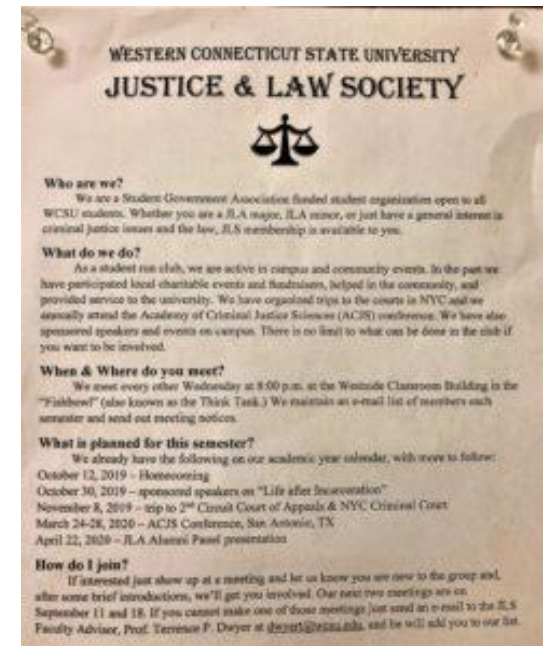 WESTERN CONNECTICUT STATE UNIVERSITY
JUSTICE & LAW SOCIETY
Who are we?
We are a Student Government Association funded student organization open to all
WCSU students. Whether you are a JLA major, JLA minor, or just have a general interest in
criminal justice issues and the law, JLS membership is available to you.
What do we do?
As a student run club, we are active in campus and community events. In the past we
have participated local charitable events and fundraisers, helped in the community, and
provided service to the university. We have organized trips to the courts in NYC and we
annually attend the Academy of Criminal Justice Sciences (ACJS) conference. We have also
sponsored speakers and events on campus. There is no limit to what can be done in the club if
you want to be involved.
When & Where do you meet?
We meet every other Wednesday at 8:00 p.m. at the Westside Classroom Building in the
"Fishbowl" (also known as the Think Tank.) We maintain an e-mail list of members each
semester and send out meeting notices.
What is planned for this semester?
We already have the following on our academic year calendar, with more to follow:
October 12, 2019 – Homecoming
October 30, 2019 – sponsored speakers on "Life after Incarceration"
November 8, 2019 – trip to 2nd Circuit Court of Appeals & NYC Criminal Court
March 24-28, 2020 – ACJS Conference, San Antonio, TX
April 22, 2020 – JLA Alumni Panel presentation
How do I join?
If interested just show up at a meeting and let us know you are new to the group and,
after some brief introductions, we'll get you involved. Our next two meetings are on
September 11 and 18. If you cannot make one of those meetings just send an e-mail to the JLS
Faculty Advisor, Prof. Terrence P. Dwyer at dwyert@wcsu.edu, and he will add you to our list.